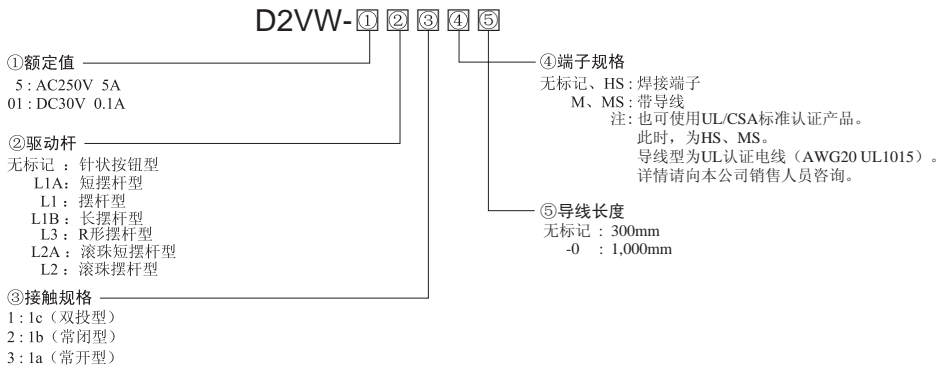 D2VW-①②③④⑤
①额定值
5 : AC250V 5A
01 : DC30V 0.1A
②驱动杆
无标记 : 针状按钮型
L1A: 短摆杆型
L1 : 摆杆型
L1B : 长摆杆型
L3 : R形摆杆型
L2A : 滚珠短摆杆型
L2 : 滚珠摆杆型
③接触规格
1 : 1c（双投型）
2 : 1b（常闭型）
3 : 1a（常开型）
④端子规格
无标记、HS : 焊接端子
M、MS : 带导线
注: 也可使用UL/CSA标准认证产品。
此时，为HS、MS。
导线型为UL认证电线（AWG20 UL1015）。
详情请向本公司销售人员咨询。
⑤导线长度
无标记 : 300mm
-0 : 1,000mm